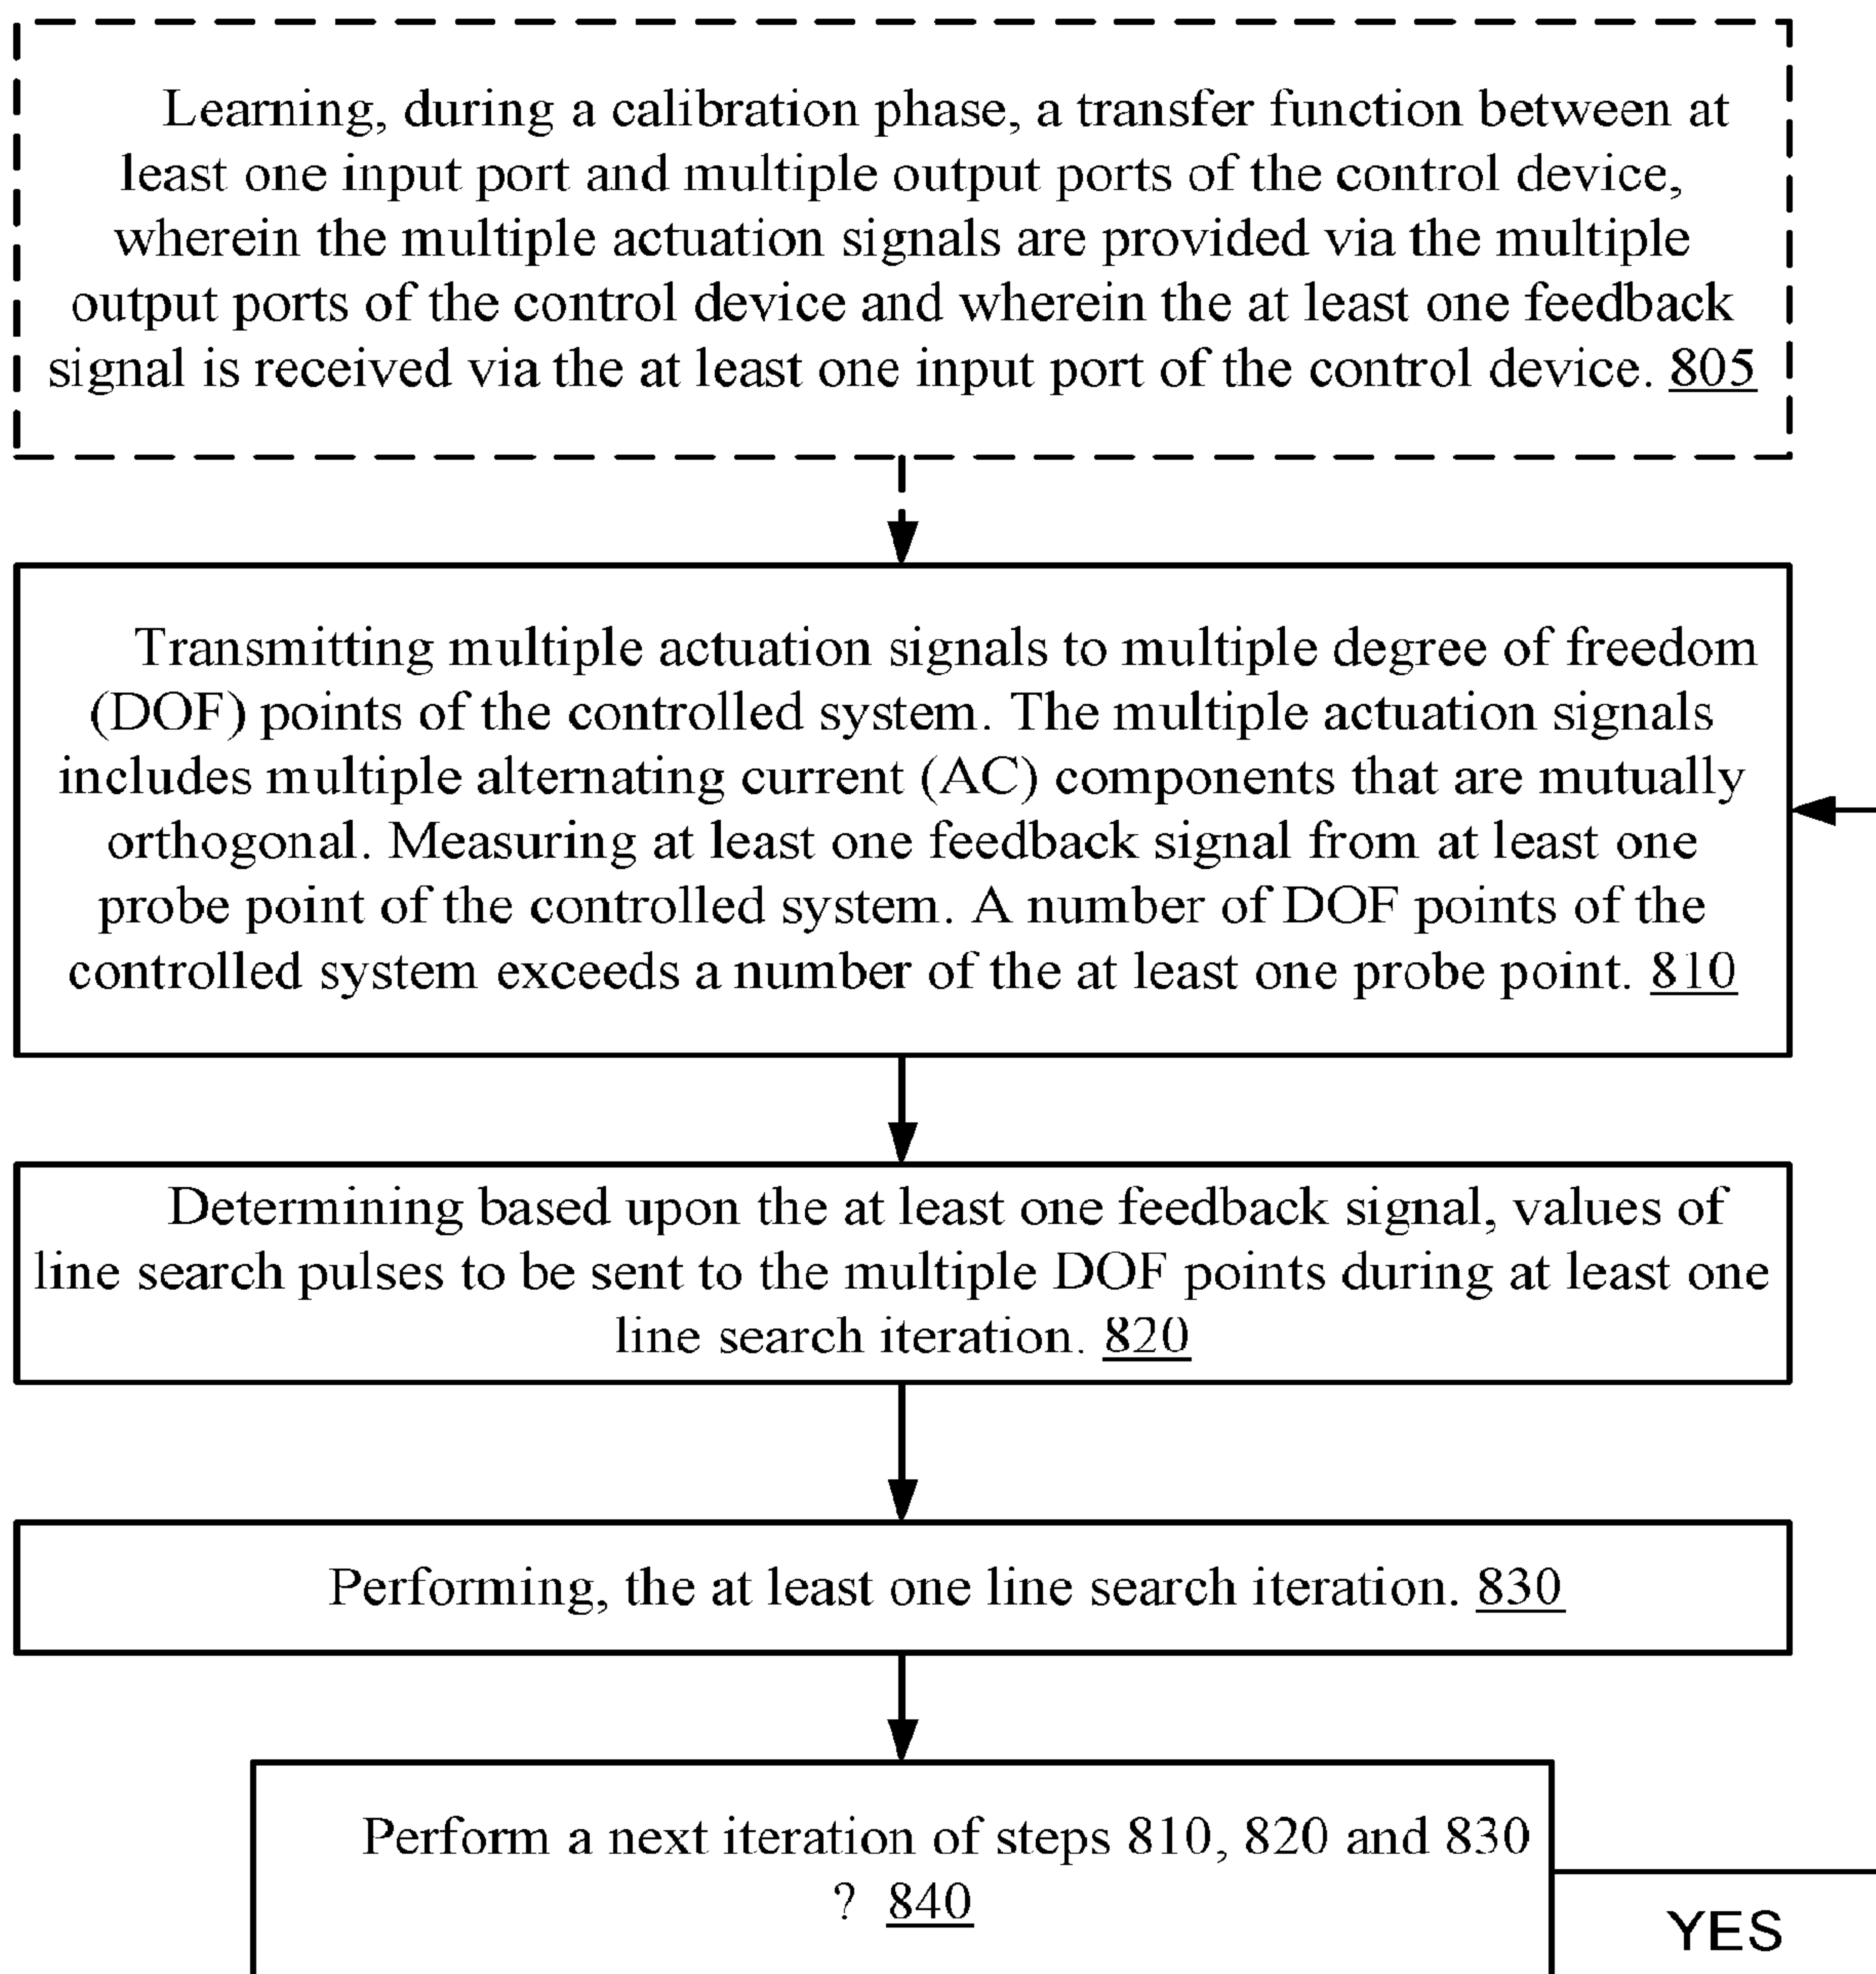 Learning, during a calibration phase, a transfer function between at
least one input port and multiple output ports of the control device,
wherein the multiple actuation signals are provided via the multiple
output ports of the control device and wherein the at least one feedback
signal is received via the at least one input port of the control device. 805
Transmitting multiple actuation signals to multiple degree of freedom
(DOF) points of the controlled system. The multiple actuation signals
includes multiple alternating current (AC) components that are mutually
orthogonal. Measuring at least one feedback signal from at least one
probe point of the controlled system. A number of DOF points of the
controlled system exceeds a number of the at least one probe point. 810
Determining based upon the at least one feedback signal, values of
line search pulses to be sent to the multiple DOF points during at least one
line search iteration. 820
Performing, the at least one line search iteration. 830
Perform a next iteration of steps 810, 820 and 830
? 840
YES